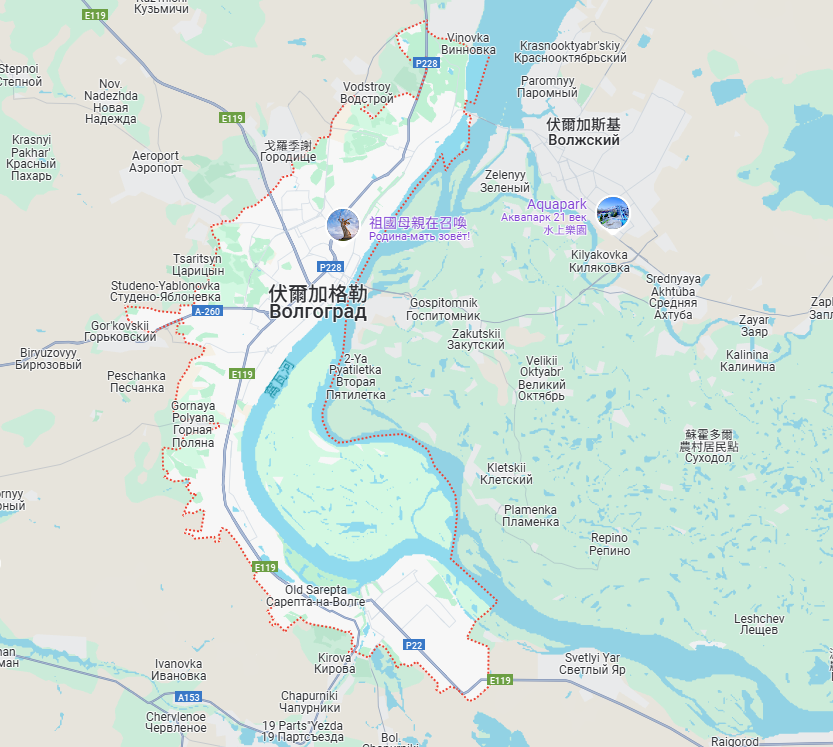 Кузьмичи
E119
Vinovka
Винновка
Krasnooktyabr'skiy
Краснооктябрьский
P228
Stepnoi
Степной
Vodstroy
Водстрой
Paromnyy
Паромный
Nov.
Nadezhda
Новая
Надежда
E119
伏爾加斯基
Волжский
Krasnyi
Pakhar'
Красный
Пахарь
Aeroport
Аэропорт
戈羅季謝
Городище
Zelenyy
Зеленый
Aquapark
Аквапарк 21 век
水上樂園
祖國母親在召喚
Родина-мать зовёт!
Tsaritsyn
Царицын
P228
Kilyakovka
Киляковка
Studeno-Yablonovka
Студено-Яблоневка
伏爾加格勒
Волгоград
Srednyaya
Akhtuba
Средняя
Ахтуба
A-260
Gospitomnik
Госпитомник
Gor'kovskii
Горьковский
Zakutskii
Закутский
Zayar
Заяр
Biryuzovyy
Бирюзовый
2-Ya
Pyatiletka
Вторая
Пятилетка
Velikii
Oktyabr'
Великий
Октябрь
Kalinina
Калинина
Peschanka
Песчанка
E119
窩瓦河
Gornaya
Polyana
Горная
Поляна
蘇霍多爾
農村居民點
Суходол
Kletskii
Клетский
Plamenka
Пламенка
Repino
Репино
E119
Old Sarepta
Сарепта-на-Волге
Leshchev
Лещев
P22
Ivanovka
Ивановка
Kirova
Кирова
Svetlyi Yar
Светлый Яр
E119
A153
Chapurniki
Чапурники
Chervlenoe
Червленое
19 Parts"yezda
19 Партсъезда
Bol.
Raigorod